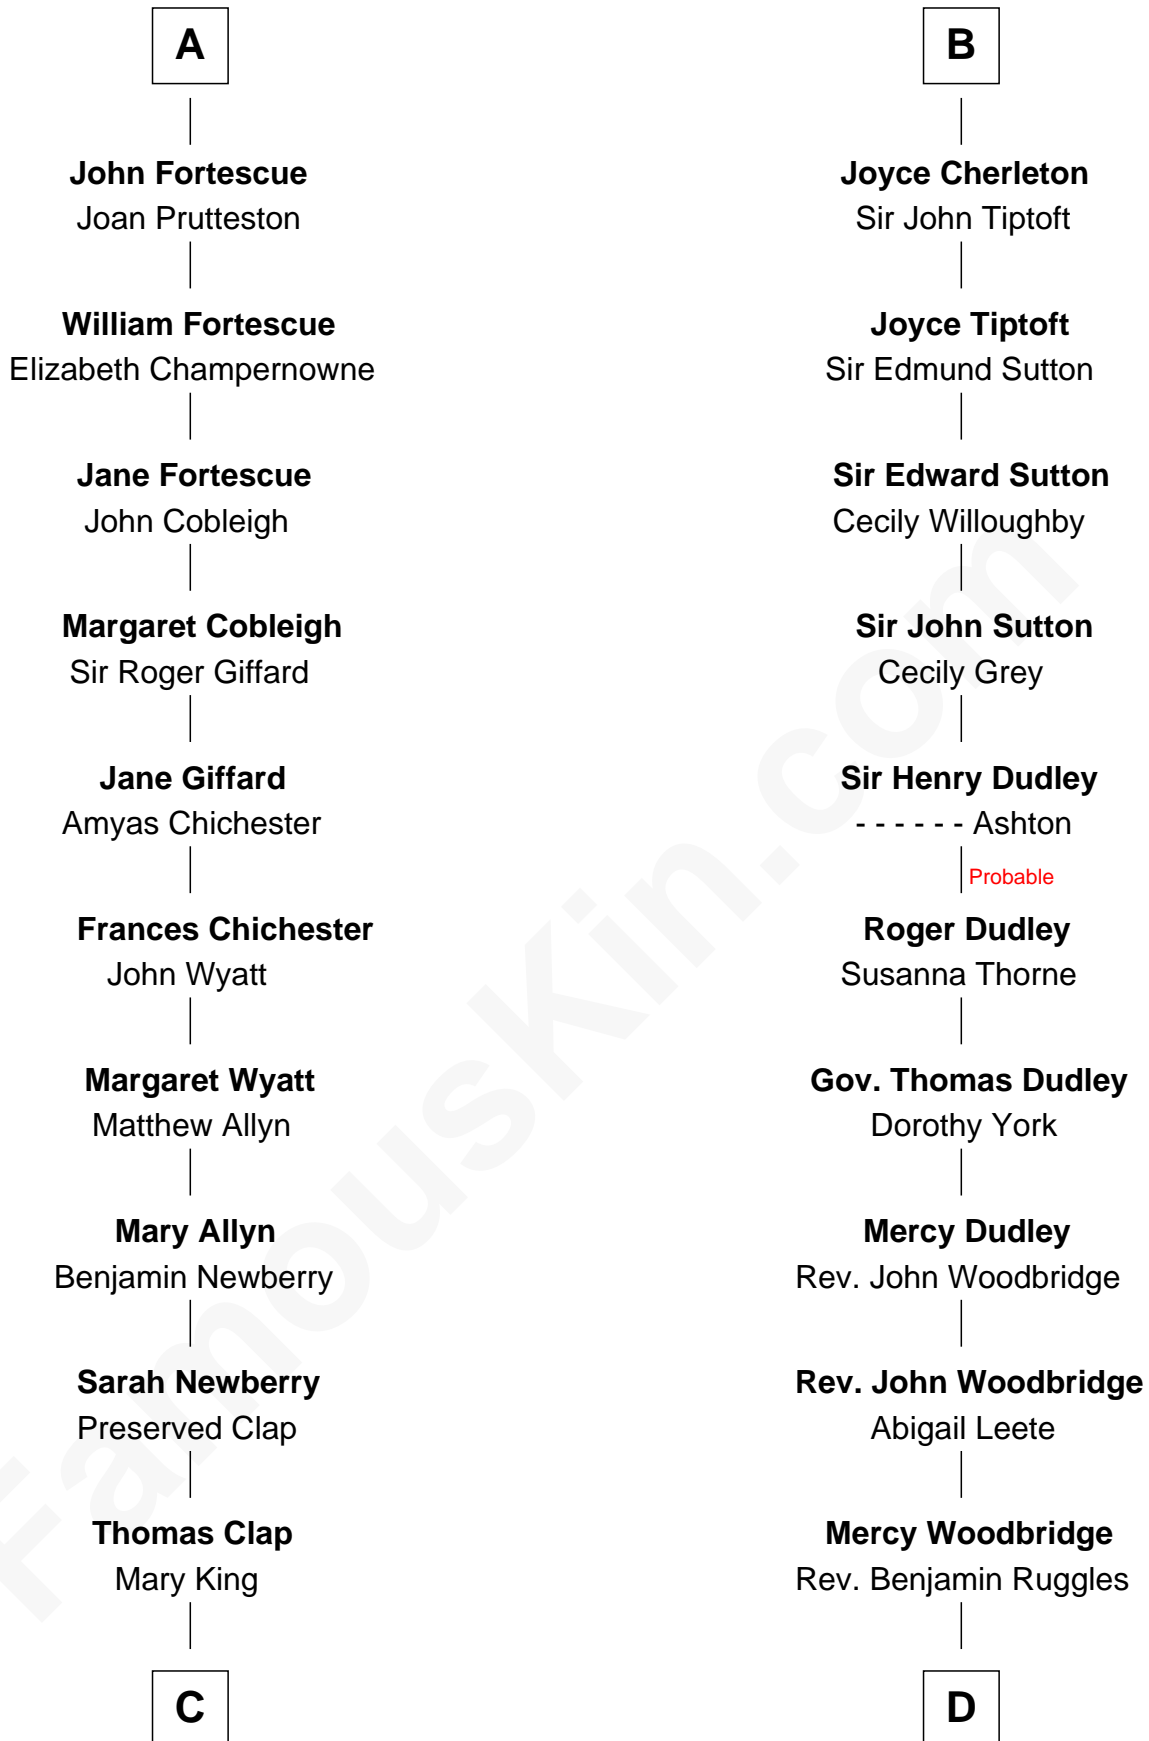 A
John Fortescue
Joan Prutteston
William Fortescue
Elizabeth Champernowne
Jane Fortescue
John Cobleigh
Margaret Cobleigh
Sir Roger Giffard
Jane Giffard
Amyas Chichester
Frances Chichester
John Wyatt
Margaret Wyatt
Matthew Allyn
Mary Allyn
Benjamin Newberry
Sarah Newberry
Preserved Clap
Thomas Clap
Mary King
C
B
Joyce Cherleton
Sir John Tiptoft
Joyce Tiptoft
Sir Edmund Sutton
Sir Edward Sutton
Cecily Willoughby
Sir John Sutton
Cecily Grey
Sir Henry Dudley
- - - - - - Ashton
Probable
Roger Dudley
Susanna Thorne
Gov. Thomas Dudley
Dorothy York
Mercy Dudley
Rev. John Woodbridge
Rev. John Woodbridge
Abigail Leete
Mercy Woodbridge
Rev. Benjamin Ruggles
D
FamousKin.com